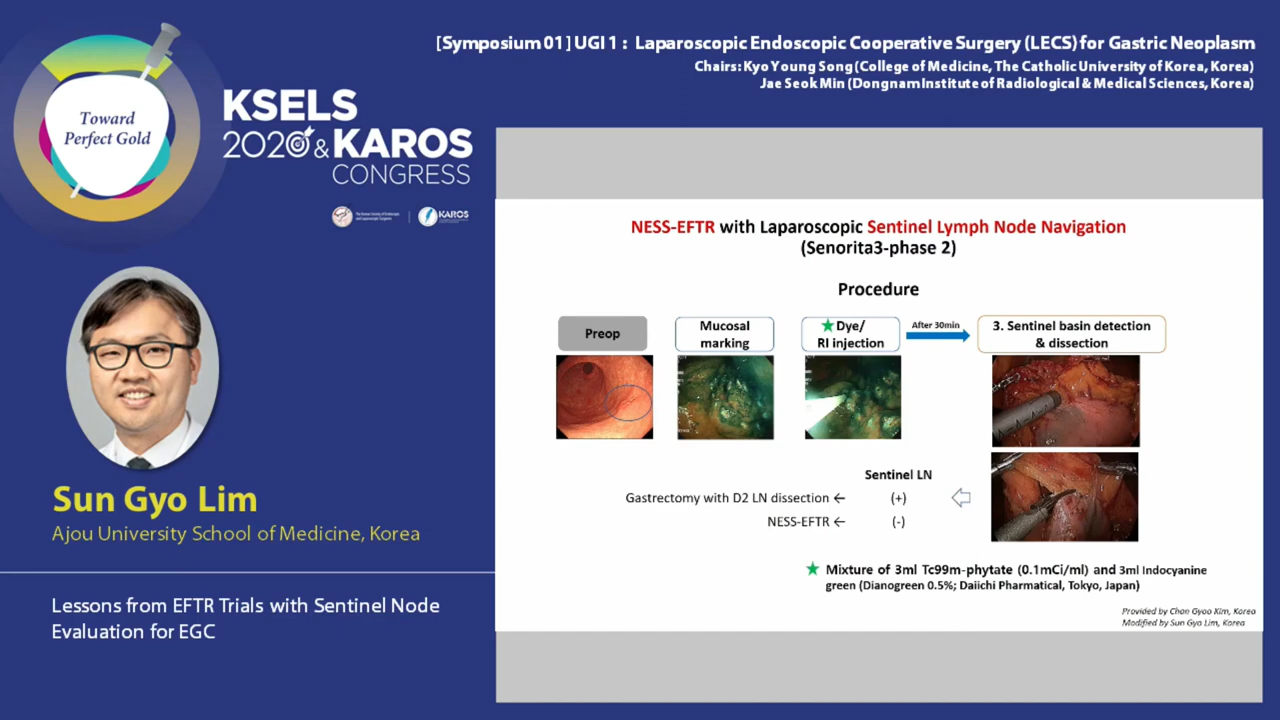 [Symposium 01] UGI 1 : Laparoscopic Endoscopic Cooperative Surgery (LECS) for Gastric Neoplasm
Chairs: Kyo Young Song (College of Medicine, The Catholic University of Korea, Korea)
Jae Seok Min (Dongnam Institute of Radiological & Medical Sciences, Korea)
Toward
Perfect Gold
KSELS
2020 & KAROS
CONGRESS
KAROS
NESS-EFTR with Laparoscopic Sentinel Lymph Node Navigation
(Senorita3-phase 2)
Procedure
Preop
Mucosal
marking
Dye/
RI injection
After 30min
3. Sentinel basin detection
& dissection
Sentinel LN
Gastrectomy with D2 LN dissection ← (+)
NESS-EFTR ← (-)
★ Mixture of 3ml Tc99m-phytate (0.1mCi/ml) and 3ml Indocyanine
green (Dianogreen 0.5%; Daiichi Pharmatical, Tokyo, Japan)
Provided by Chan Gyoo Kim, Korea
Modified by Sun Gyo Lim, Korea
Sun Gyo Lim
Ajou University School of Medicine, Korea
Lessons from EFTR Trials with Sentinel Node
Evaluation for EGC